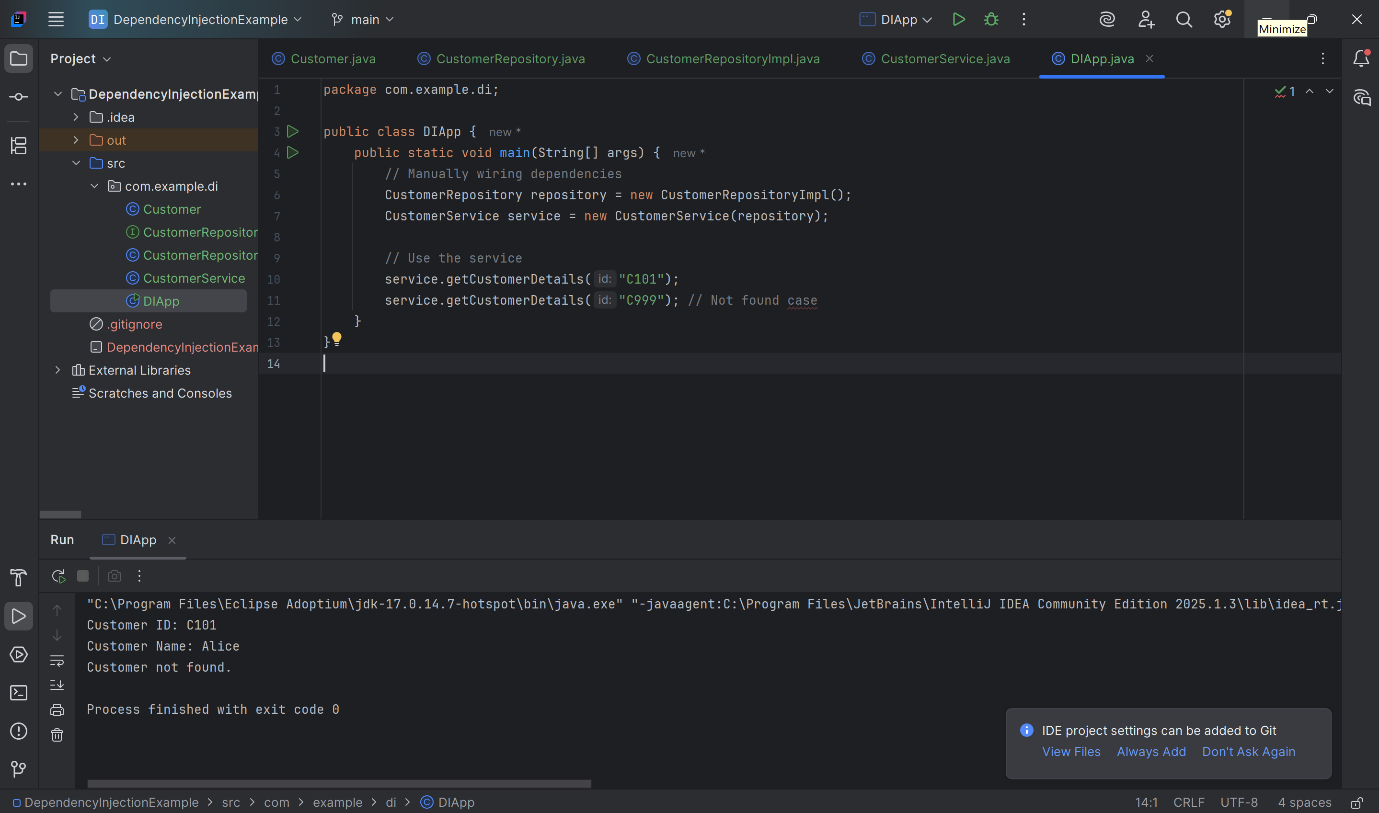 DI DependencyInjectionExample main DIApp
Minimize
Project
Customer.java CustomerRepository.java CustomerRepositoryImpl.java CustomerService.java DIApp.java
DependencyInjectionExamp
.idea
out
src
com.example.di
Customer
CustomerRepositor
CustomerRepositor
CustomerService
DIApp
.gitignore
DependencyInjectionExam
External Libraries
Scratches and Consoles
1 package com.example.di;
2
3 public class DIApp { new *
4 public static void main(String[] args) { new *
5 // Manually wiring dependencies
6 CustomerRepository repository = new CustomerRepositoryImpl();
7 CustomerService service = new CustomerService(repository);
8
9 // Use the service
10 service.getCustomerDetails( id: "C101");
11 service.getCustomerDetails( id: "C999"); // Not found case
12 }
13 }
14
1
Run DIApp
"C:\Program Files\Eclipse Adoptium\jdk-17.0.14.7-hotspot\bin\java.exe" "-javaagent:C:\Program Files\JetBrains\IntelliJ IDEA Community Edition 2025.1.3\lib\idea_rt.j
Customer ID: C101
Customer Name: Alice
Customer not found.
Process finished with exit code 0
IDE project settings can be added to Git
View Files Always Add Don't Ask Again
DependencyInjectionExample > src > com > example > di > DIApp
14:1 CRLF UTF-8 4 spaces